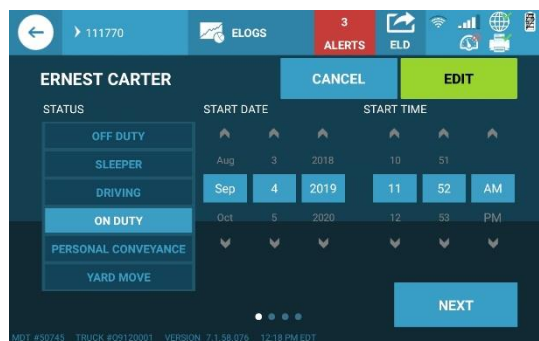 111770 ELOGS 3 ALERTS ELD
ERNEST CARTER CANCEL EDIT
STATUS START DATE START TIME
OFF DUTY
SLEEPER Aug 3 2018 10 51
DRIVING Sep 4 2019 11 52 AM
ON DUTY Oct 5 2020 12 53 PM
PERSONAL CONVEYANCE
YARD MOVE
NEXT
MDT #50745 TRUCK #09120001 VERSION 7.1.58.076 12:18 PM EDT